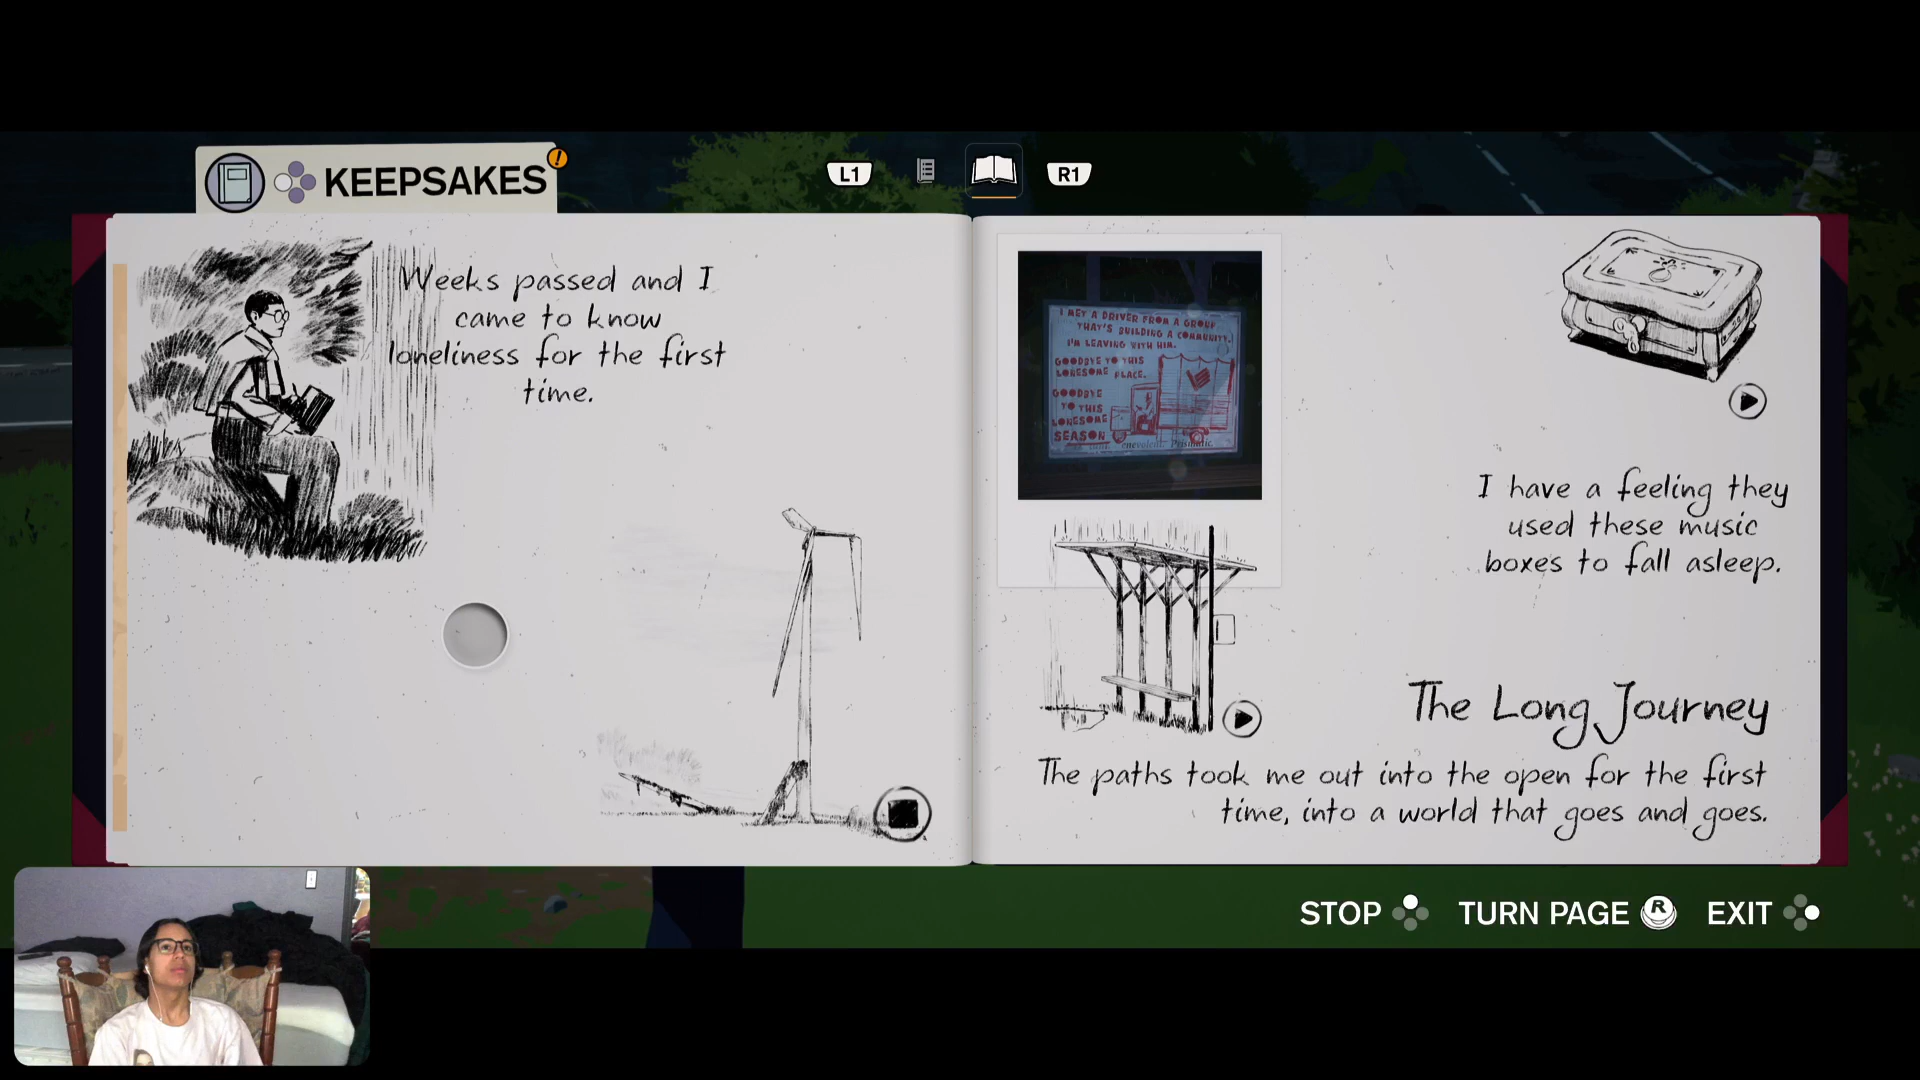 KEEPSAKES
!
L1
R1
Weeks passed and I
came to know
loneliness for the first
time.
I MET A DRIVER FROM A GROUP
THAT'S BUILDING A COMMUNITY.
I'M LEAVING WITH HIM.
GOODBYE TO THIS
LONESOME PLACE.
GOODBYE
TO THIS
LONESOME
SEASON
enevolent. Prismatic.
I have a feeling they
used these music
boxes to fall asleep.
The Long Journey
The paths took me out into the open for the first
time, into a world that goes and goes.
STOP
TURN PAGE R
EXIT